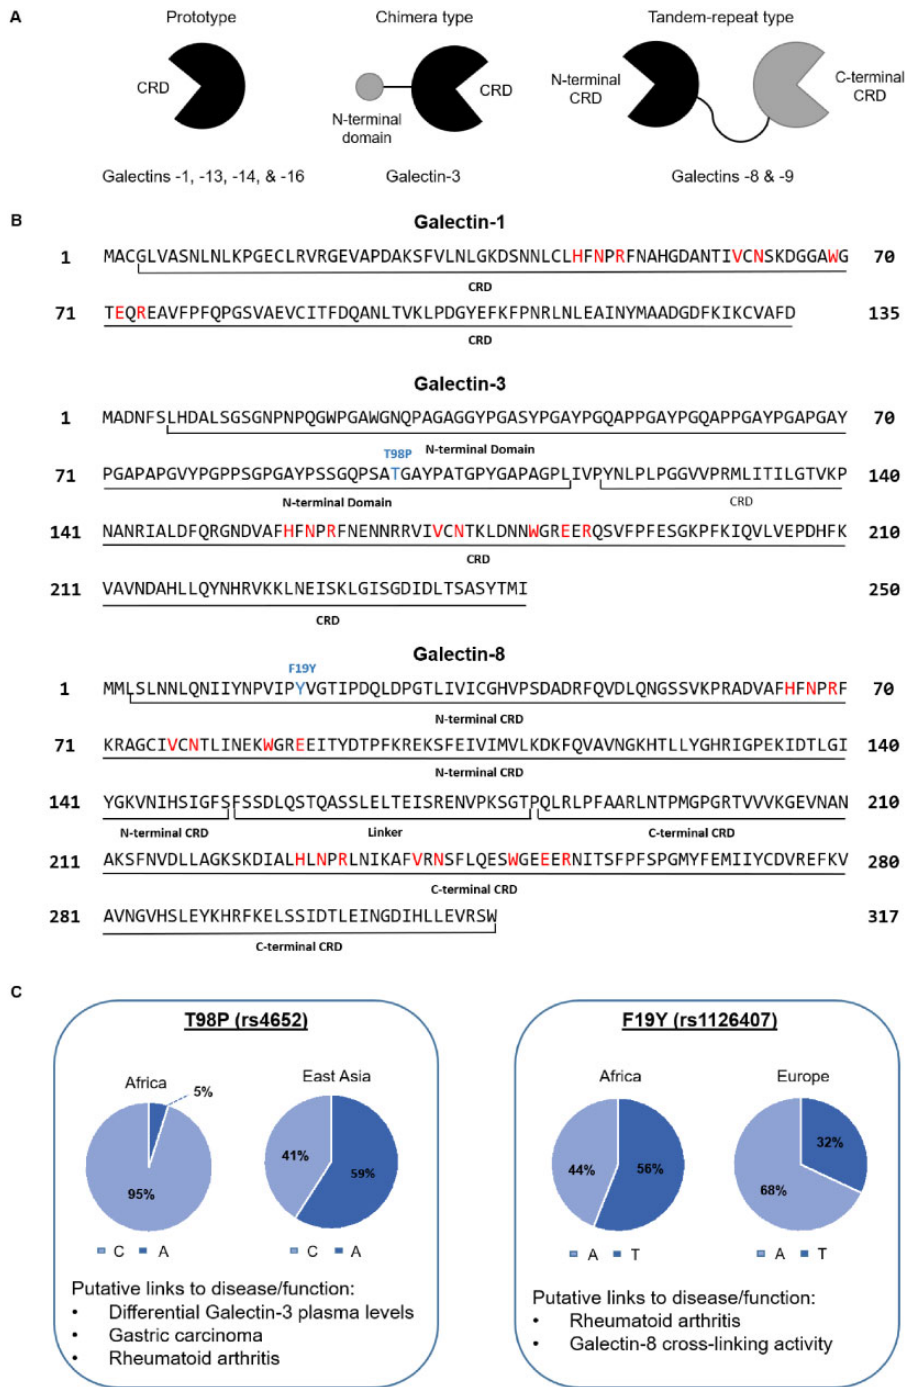 A
Prototype
Chimera type
Tandem-repeat type
CRD
N-terminal
domain
CRD
N-terminal
CRD
C-terminal
CRD
Galectins -1, -13, -14, & -16
Galectin-3
Galectins -8 & -9
B
Galectin-1
1 MACGLVASNLNLKPGECLRVRGEVAPDAKSFVLNLGKDSNNLCLHFNPRFNAHGDANTIVCNSKDGGAWG 70
CRD
71 TEQREAVFPFQPGSVAEVCITFDQANLTVKLPDGYEFKFPNRLNLEAINYMAADGDFKIKCVAFD 135
CRD
Galectin-3
1 MADNFSLHDALSGSGNPNPQGWPGAWGNQPAGAGGYPGASYPGAYPGQAPPGAYPGQAPPGAYPGAPGAY 70
N-terminal Domain
T98P
71 PGAPAPGVYPGPPSGPGAYPSSGQPSATGAYPATGPYGAPAGPLIVPYNLPLPGGVVPRMLITILGTVKP 140
N-terminal Domain
CRD
141 NANRIALDFQRGNDVAFHFNPRFNENNRRVIVCNTKLDNNWGREERQSVFPFESGKPFKIQVLVEPDHFK 210
CRD
211 VAVNDAHLLQYNHRVKKLNEISKLGISGDIDLTSASYTMI 250
CRD
Galectin-8
F19Y
1 MMLSLNNLQNIIYNPVIPYVGTIPDQLDPGTLIVICGHVPSDADRFQVDLQNGSSVKPRADVAFHFNPRF 70
N-terminal CRD
71 KRAGCIVCNTLINEKWGREEITYDTPFKREKSFEIVIMVLKDKFQVAVNGKHTLLYGHRIGPEKIDTLGI 140
N-terminal CRD
141 YGKVNIHSIGFSFSSDLQSTQASSLELTEISRENVPKSGTPQLRLPFAARLNTPMGPGRTVVVKGEVNAN 210
N-terminal CRD
Linker
C-terminal CRD
211 AKSFNVDLLAGKSKDIALHLNPRLNIKAFVRNSFLQESWGEEERNITSFPFSPGMYFEMIIYCDVREFKV 280
C-terminal CRD
281 AVNGVHSLEYKHRFKELSSIDTLEINGDIHLLEVRSW 317
C-terminal CRD
C
T98P (rs4652)
Africa
5%
95%
East Asia
41%
59%
C A
C A
Putative links to disease/function:
• Differential Galectin-3 plasma levels
• Gastric carcinoma
• Rheumatoid arthritis
F19Y (rs1126407)
Africa
44%
56%
Europe
32%
68%
A T
A T
Putative links to disease/function:
• Rheumatoid arthritis
• Galectin-8 cross-linking activity